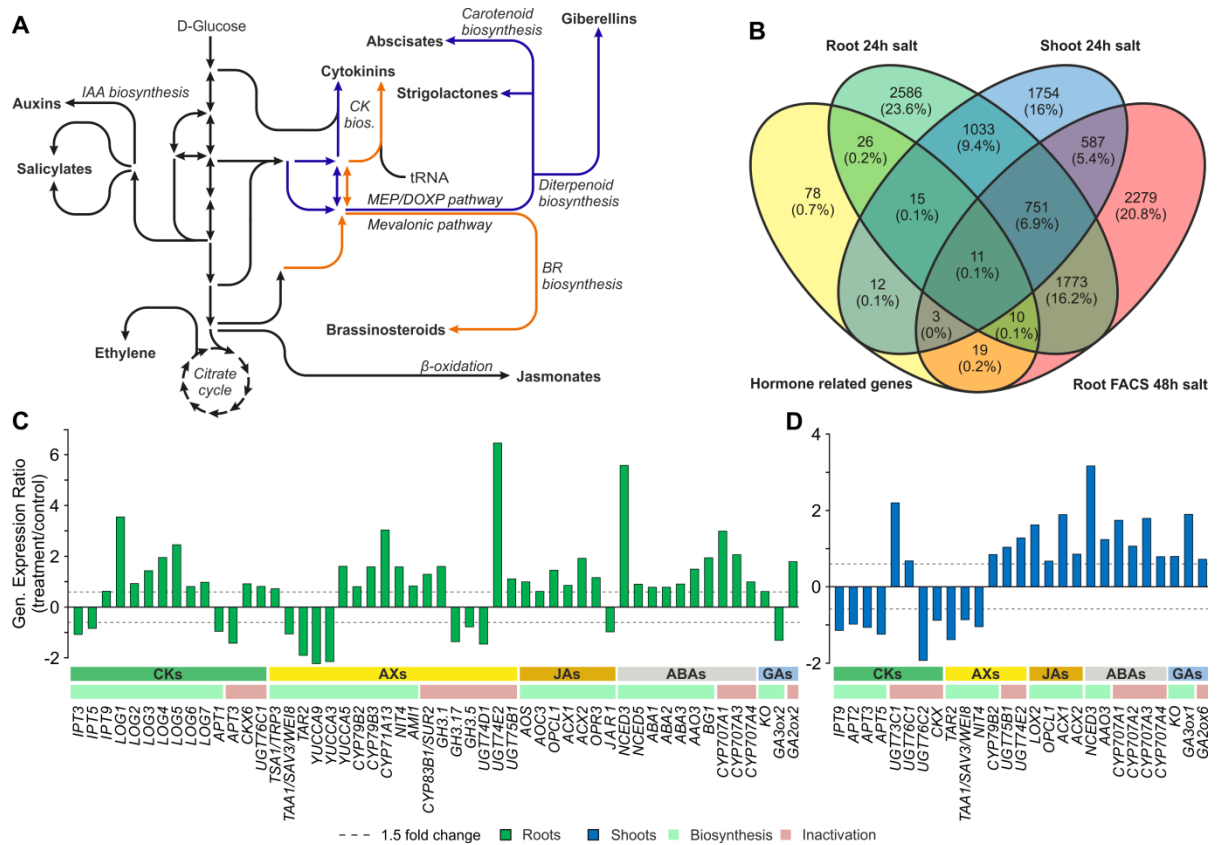 A
D-Glucose
Carotenoid
biosynthesis
Giberellins
Abscisates
Cytokinins
IAA biosynthesis
Auxins
CK
bios.
Strigolactones
Salicylates
tRNA
MEP/DOXP pathway
Diterpenoid
biosynthesis
Mevalonic pathway
BR
biosynthesis
Brassinosteroids
Ethylene
Citrate
cycle
β-oxidation
Jasmonates
B
Root 24h salt
Shoot 24h salt
2586
(23.6%)
1754
(16%)
26
(0.2%)
1033
(9.4%)
587
(5.4%)
78
(0.7%)
15
(0.1%)
751
(6.9%)
2279
(20.8%)
11
(0.1%)
12
(0.1%)
1773
(16.2%)
3
(0%)
10
(0.1%)
19
(0.2%)
Hormone related genes
Root FACS 48h salt
C
Gen. Expression Ratio
(treatment/control)
6
4
2
0
-2
CKs
AXs
JAs
ABAs
GAs
IPT3
IPT5
IPT9
LOG1
LOG2
LOG3
LOG4
LOG5
LOG6
LOG7
APT1
APT3
CKX6
UGT76C1
TSA1/TRP3
TAA1/SAV3/WEI8
TAR2
YUCCA9
YUCCA3
YUCCA5
CYP79B2
CYP79B3
CYP71A13
NIT4
AMI1
CYP83B1/SUR2
GH3.1
GH3.17
GH3.5
UGT74D1
UGT74E2
UGT75B1
AOS
AOC3
OPCL1
ACX1
ACX2
OPR3
JAR1
NCED3
NCED5
ABA1
ABA2
ABA3
AAO3
BG1
CYP707A1
CYP707A3
CYP707A4
KO
GA3ox2
GA2ox2
D
4
2
0
-2
CKs
AXs
JAs
ABAs
GAs
IPT9
APT2
APT3
APT5
UGT73C1
UGT76C1
UGT76C2
CKX
TAR2
TAA1/SAV3/WEI8
NIT4
CYP79B2
UGT75B1
UGT74E2
LOX2
OPCL1
ACX1
ACX2
NCED3
AAO3
CYP707A1
CYP707A2
CYP707A3
CYP707A4
KO
GA3ox1
GA2ox6
1.5 fold change
Roots
Shoots
Biosynthesis
Inactivation